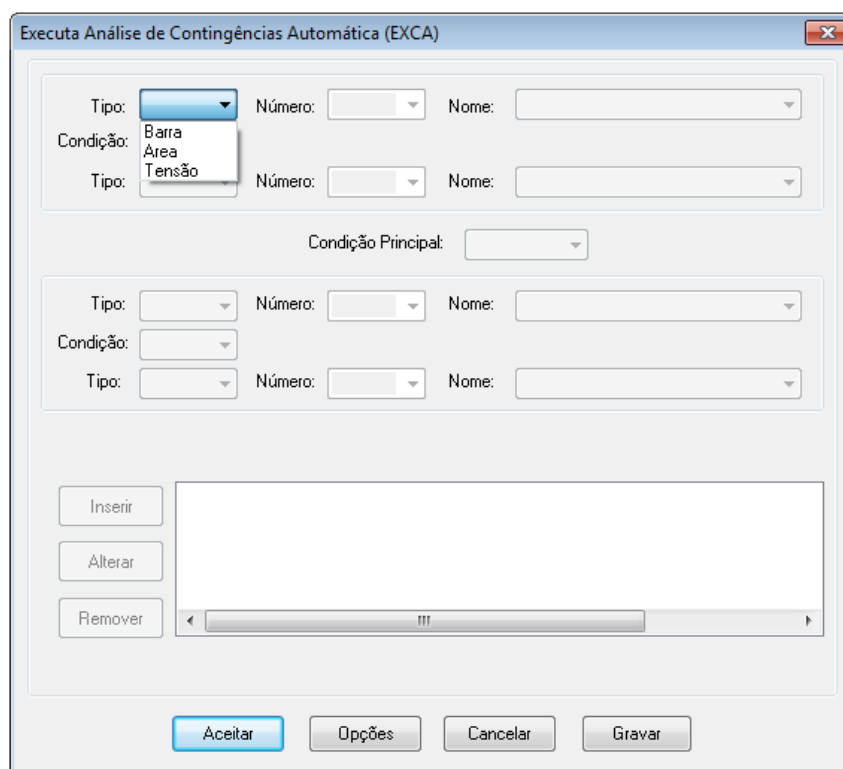 Executa Análise de Contingências Automática (EXCA)
Tipo: Número: Nome:
Barra
Condição:
Area
Tensão
Tipo: Número: Nome:
Condição Principal:
Tipo: Número: Nome:
Condição:
Tipo: Número: Nome:
Inserir
Alterar
Remover
Aceitar Opções Cancelar Gravar